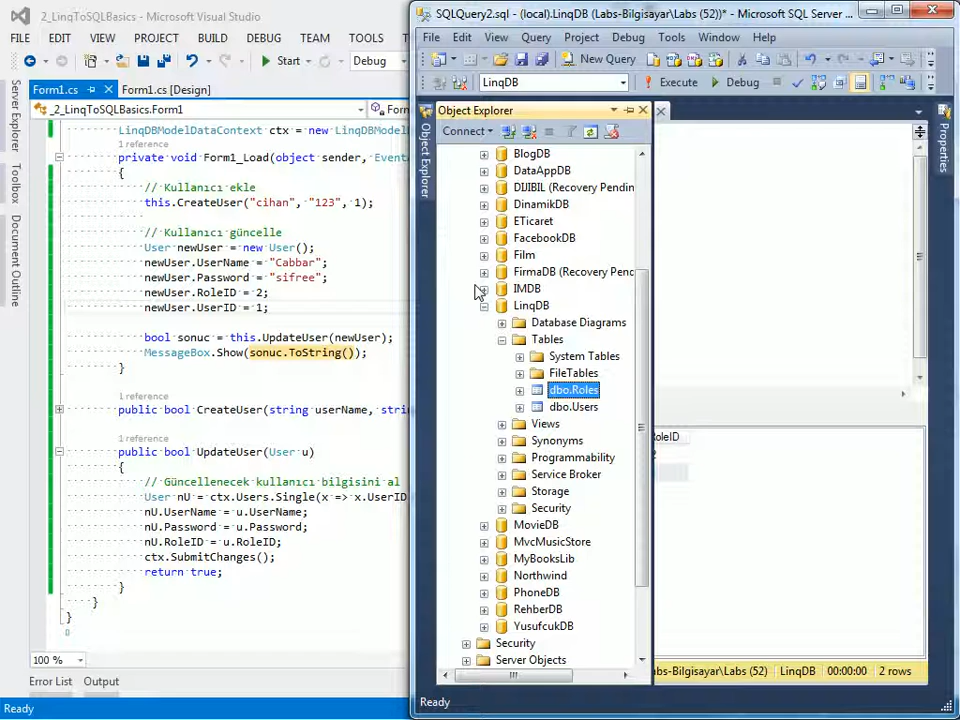 2_LinqToSQLBasics - Microsoft Visual Studio
FILE EDIT VIEW PROJECT BUILD DEBUG TEAM TOOLS
Start Debug
Form1.cs Form1.cs [Design]
_2_LinqToSQLBasics.Form1
Server Explorer
Toolbox
Document Outline
LinqDBModelDataContext ctx = new LinqDBMode
1 reference
private void Form1_Load(object sender, Event
{
// Kullanıcı ekle
this.CreateUser("cihan", "123", 1);
// Kullanıcı güncelle
User newUser = new User();
newUser.UserName = "Cabbar";
newUser.Password = "sifree";
newUser.RoleID = 2;
newUser.UserID = 1;
bool sonuc = this.UpdateUser(newUser);
MessageBox.Show(sonuc.ToString());
}
1 reference
public bool CreateUser(string userName, stri
1 reference
public bool UpdateUser(User u)
{
// Güncellenecek kullanıcı bilgisini al
User nU = ctx.Users.Single(x => x.UserID
nU.UserName = u.UserName;
nU.Password = u.Password;
nU.RoleID = u.RoleID;
ctx.SubmitChanges();
return true;
}
}
}
100 %
Error List Output
Ready
SQLQuery2.sql - (local).LinqDB (Labs-Bilgisayar\Labs (52))* - Microsoft SQL Server ...
File Edit View Query Project Debug Tools Window Help
New Query
LinqDB Execute Debug
Object Explorer
Object Explorer
Connect
BlogDB
DataAppDB
DIJIBIL (Recovery Pendin
DinamikDB
ETicaret
FacebookDB
Film
FirmaDB (Recovery Penc
IMDB
LinqDB
Database Diagrams
Tables
System Tables
FileTables
dbo.Roles
dbo.Users
Views
Synonyms
Programmability
Service Broker
Storage
Security
MovieDB
MvcMusicStore
MyBooksLib
Northwind
PhoneDB
RehberDB
YusufcukDB
Security
Server Objects
Properties
RoleID
abs-Bilgisayar\Labs (52) LinqDB 00:00:00 2 rows
Ready